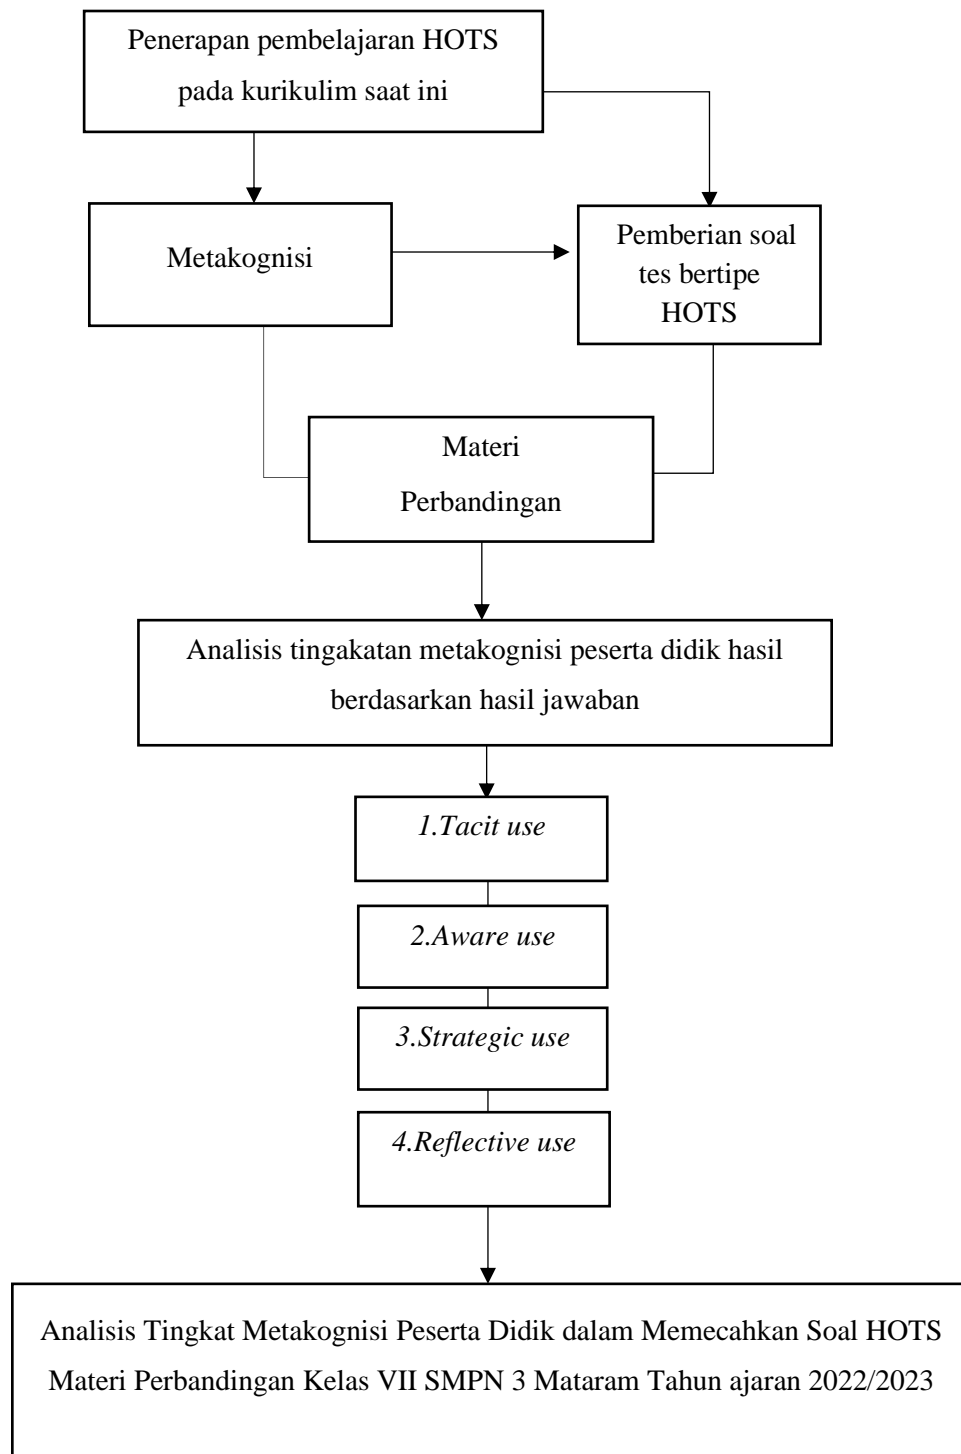 Penerapan pembelajaran HOTS
pada kurikulim saat ini
Metakognisi
Pemberian soal
tes bertipe
HOTS
Materi
Perbandingan
Analisis tingakatan metakognisi peserta didik hasil
berdasarkan hasil jawaban
1.Tacit use
2.Aware use
3.Strategic use
4.Reflective use
Analisis Tingkat Metakognisi Peserta Didik dalam Memecahkan Soal HOTS
Materi Perbandingan Kelas VII SMPN 3 Mataram Tahun ajaran 2022/2023